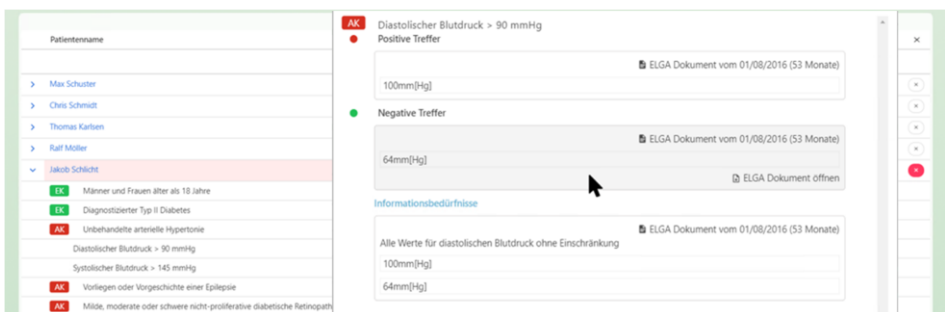 Patientenname
Max Schuster
Chris Schmidt
Thomas Karlsen
Ralf Möller
Jakob Schlicht
EK Männer und Frauen älter als 18 Jahre
EK Diagnostizierter Typ II Diabetes
AK Unbehandelte arterielle Hypertonie
Diastolischer Blutdruck > 90 mmHg
Systolischer Blutdruck > 145 mmHg
AK Vorliegen oder Vorgeschichte einer Epilepsie
AK Milde, moderate oder schwere nicht-proliferative diabetische Retinopath
AK Diastolischer Blutdruck > 90 mmHg
Positive Treffer
ELGA Dokument vom 01/08/2016 (53 Monate)
100mm[Hg]
Negative Treffer
ELGA Dokument vom 01/08/2016 (53 Monate)
64mm[Hg]
ELGA Dokument öffnen
Informationsbedürfnisse
ELGA Dokument vom 01/08/2016 (53 Monate)
Alle Werte für diastolischen Blutdruck ohne Einschränkung
100mm[Hg]
64mm[Hg]